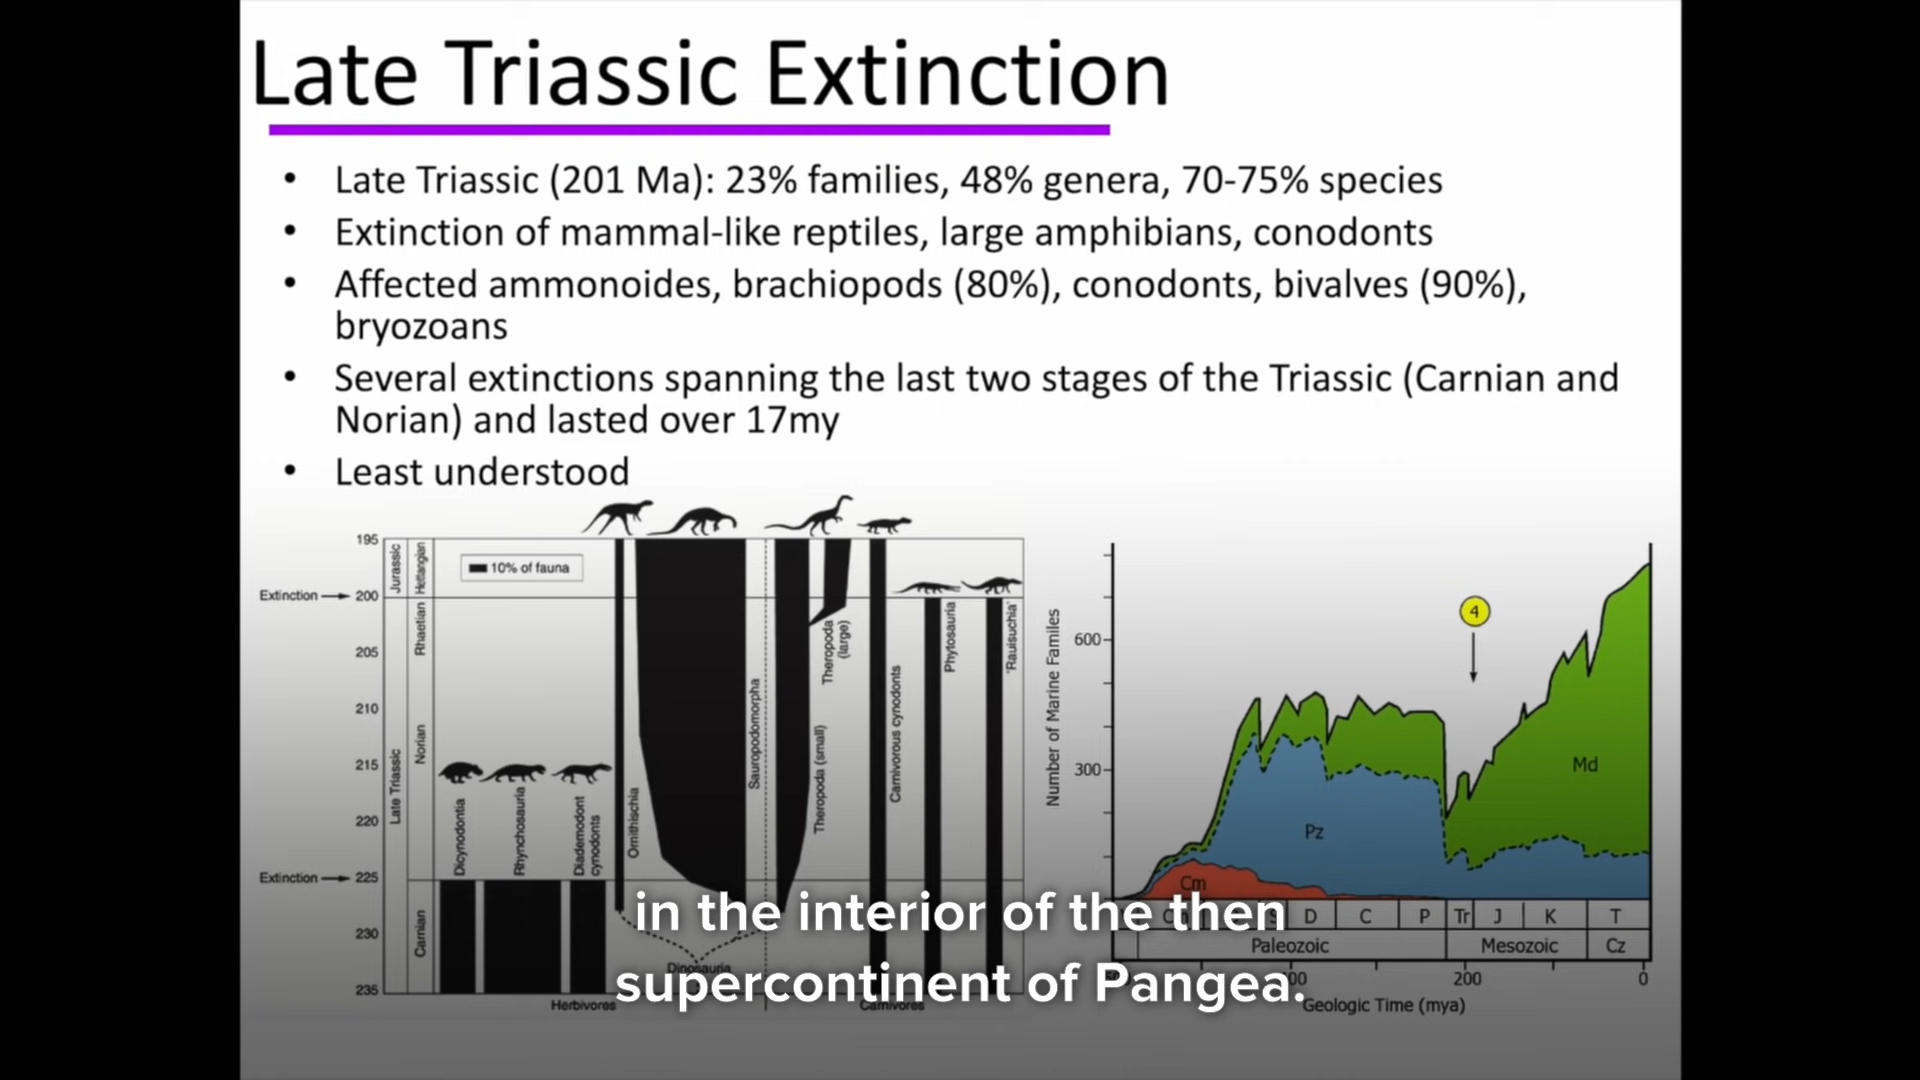 Late Triassic Extinction
• Late Triassic (201 Ma): 23% families, 48% genera, 70-75% species
• Extinction of mammal-like reptiles, large amphibians, conodonts
• Affected ammonoides, brachiopods (80%), conodonts, bivalves (90%),
bryozoans
• Several extinctions spanning the last two stages of the Triassic (Carnian and
Norian) and lasted over 17my
• Least understood
195
Extinction
200
205
210
215
220
Extinction
225
230
235
Jurassic
Late Triassic
Hettangian
Rhaetian
Norian
Carnian
10% of fauna
Dicynodontia
Rhynchosauria
Diademodont
cynodonts
Ornithischia
Sauropodomorpha
Theropoda (small)
Theropoda
(large)
Carnivorous cynodonts
Phytosauria
'Rauisuchia'
Dinosauria
Herbivores
Carnivores
Number of Marine Familes
600
300
4
Md
Pz
Cm
D C P Tr J K T
Paleozoic Mesozoic Cz
200 0
Geologic Time (mya)
in the interior of the then
supercontinent of Pangea.